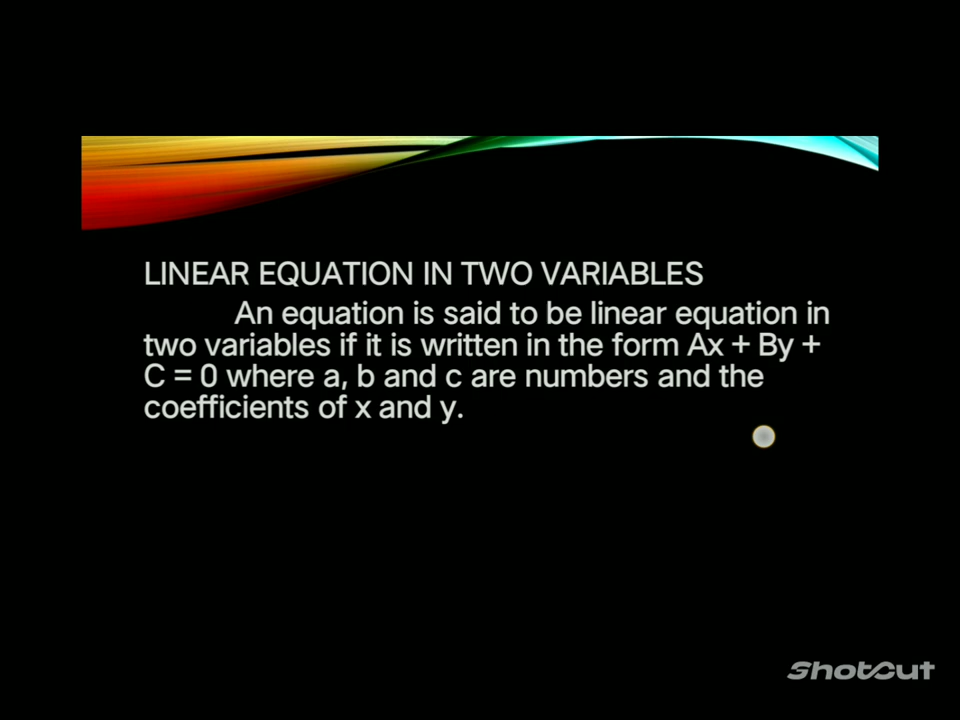 LINEAR EQUATION IN TWO VARIABLES
An equation is said to be linear equation in
two variables if it is written in the form Ax + By +
C = 0 where a, b and c are numbers and the
coefficients of x and y.
ShotCut